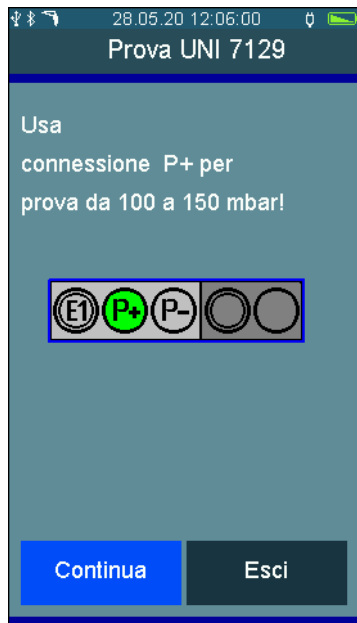 28.05.20 12:06:00
Prova UNI 7129
Usa
connessione P+ per
prova da 100 a 150 mbar!
E1 P+ P-
Continua Esci